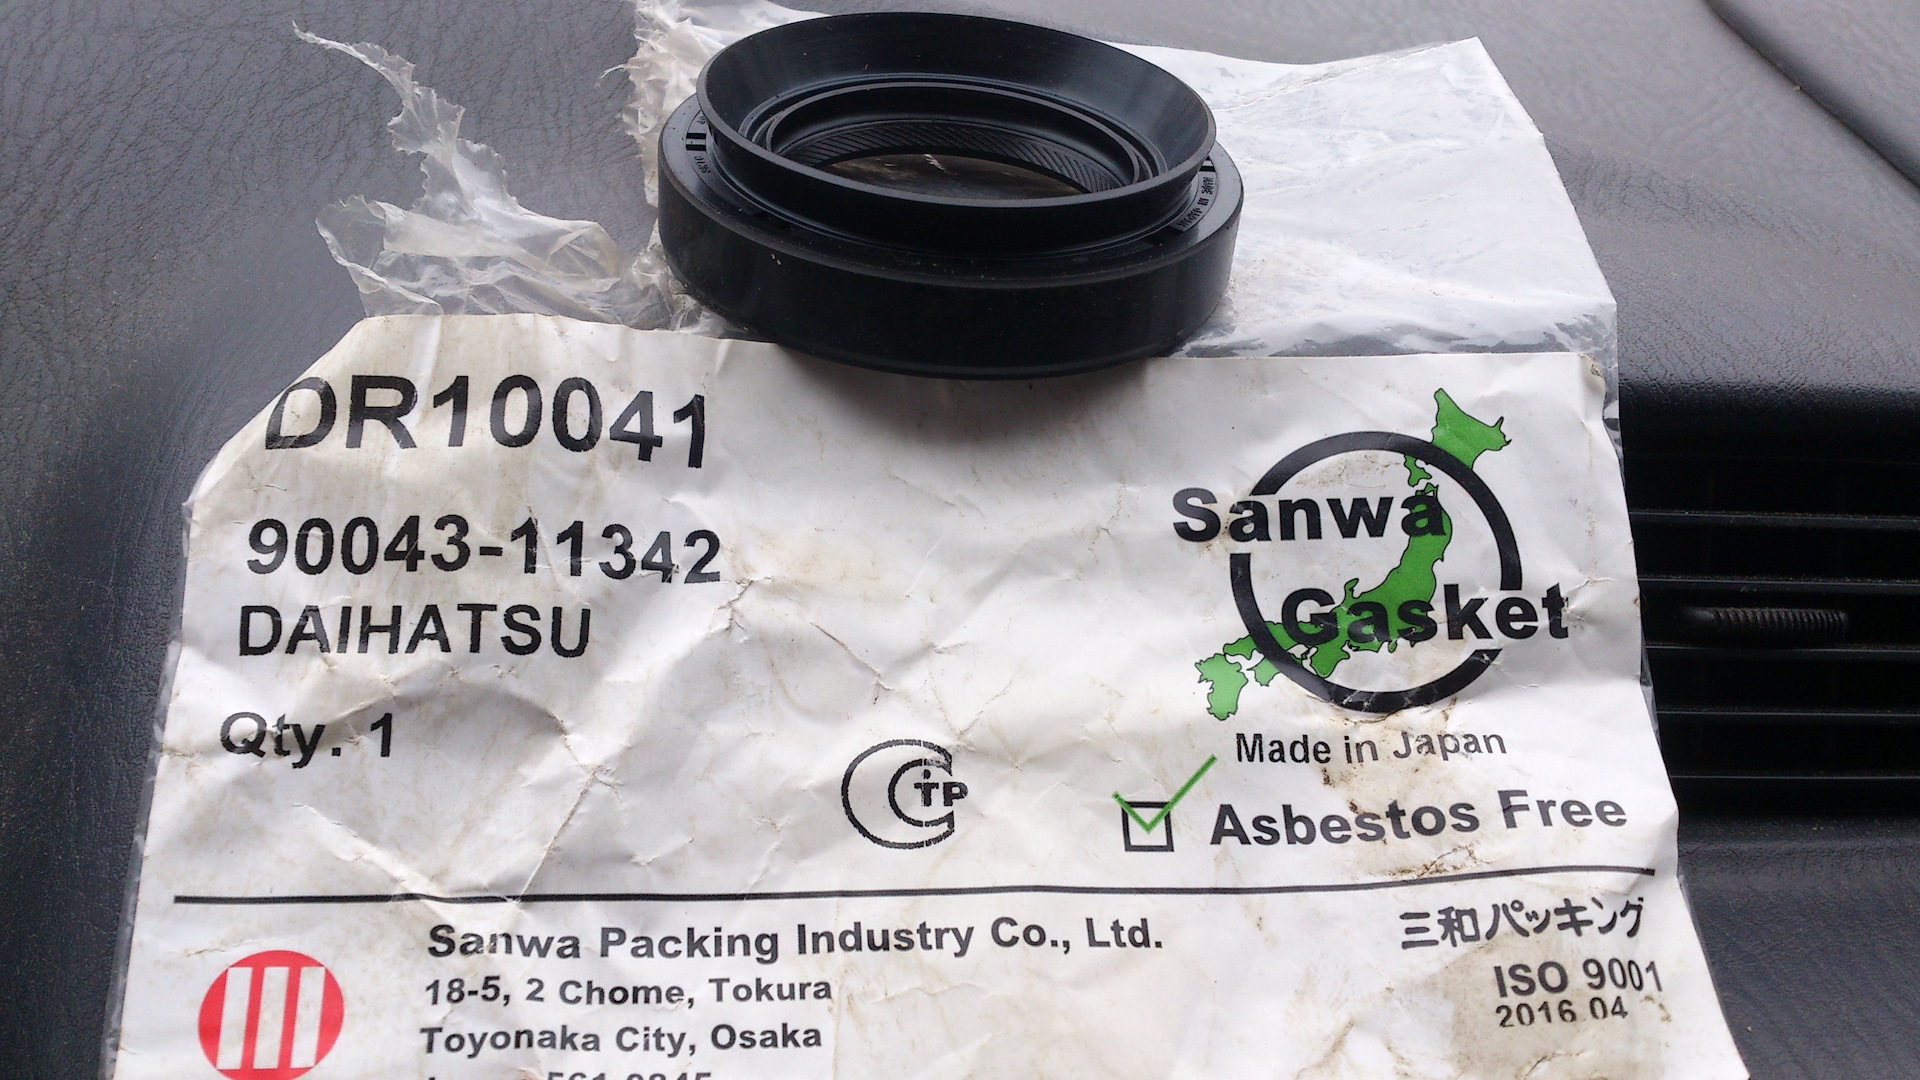 DR10041
90043-11342
DAIHATSU
Qty. 1
Sanwa
Gasket
Made in Japan
Asbestos Free
Sanwa Packing Industry Co., Ltd.
18-5, 2 Chome, Tokura
Toyonaka City, Osaka
三和パッキング
ISO 9001
2016.04